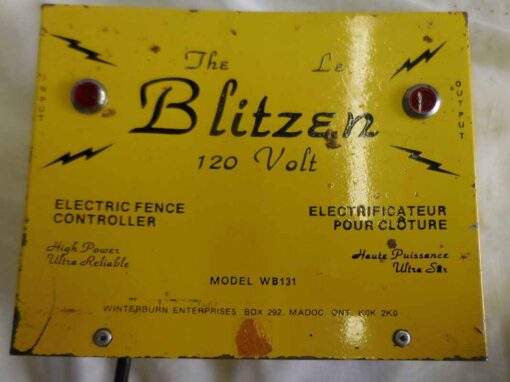 The Le
Blitzen
120 Volt
INPUT
OUTPUT
ELECTRIC FENCE
CONTROLLER
High Power
Ultra Reliable
ELECTRIFICATEUR
POUR CLÔTURE
Haute Puissance
Ultra Sûr
MODEL WB131
WINTERBURN ENTERPRISES BOX 292, MADOC ONT. K0K 2K0